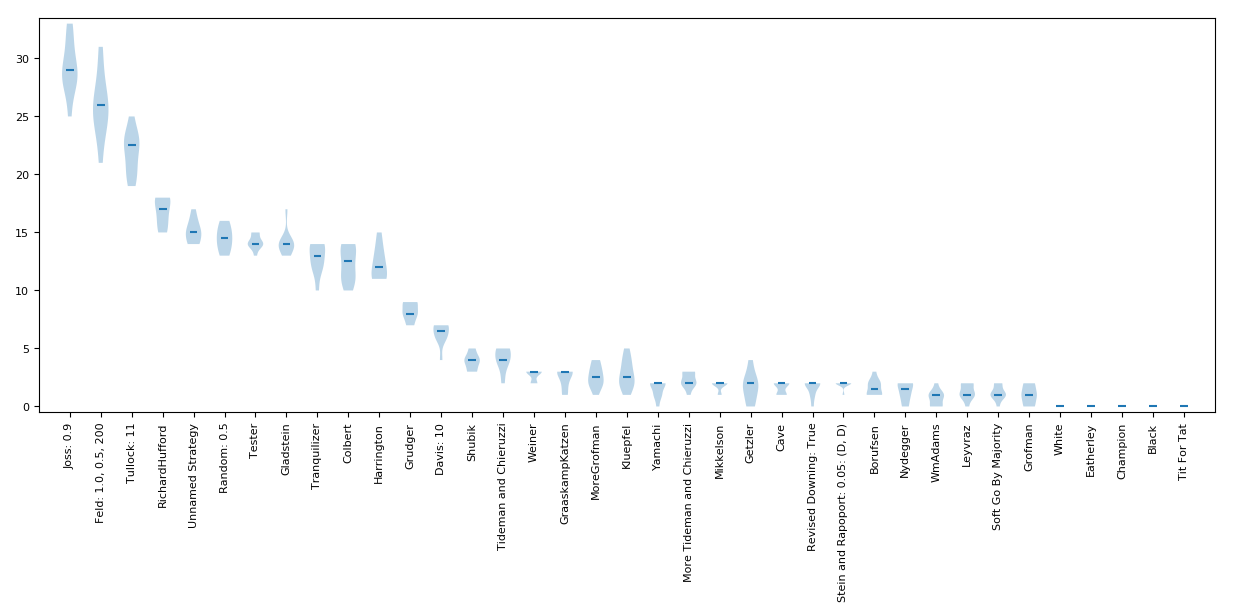 30
25
20
15
10
5
0
Joss: 0.9
Feld: 1.0, 0.5, 200
Tullock: 11
RichardHufford
Unnamed Strategy
Random: 0.5
Tester
Gladstein
Tranquilizer
Colbert
Harrington
Grudger
Davis: 10
Shubik
Tideman and Chieruzzi
Weiner
GraaskampKatzen
MoreGrofman
Kluepfel
Yamachi
More Tideman and Chieruzzi
Mikkelson
Getzler
Cave
Revised Downing: True
Stein and Rapoport: 0.05: (D, D)
Borufsen
Nydegger
WmAdams
Leyvraz
Soft Go By Majority
Grofman
White
Eatherley
Champion
Black
Tit For Tat